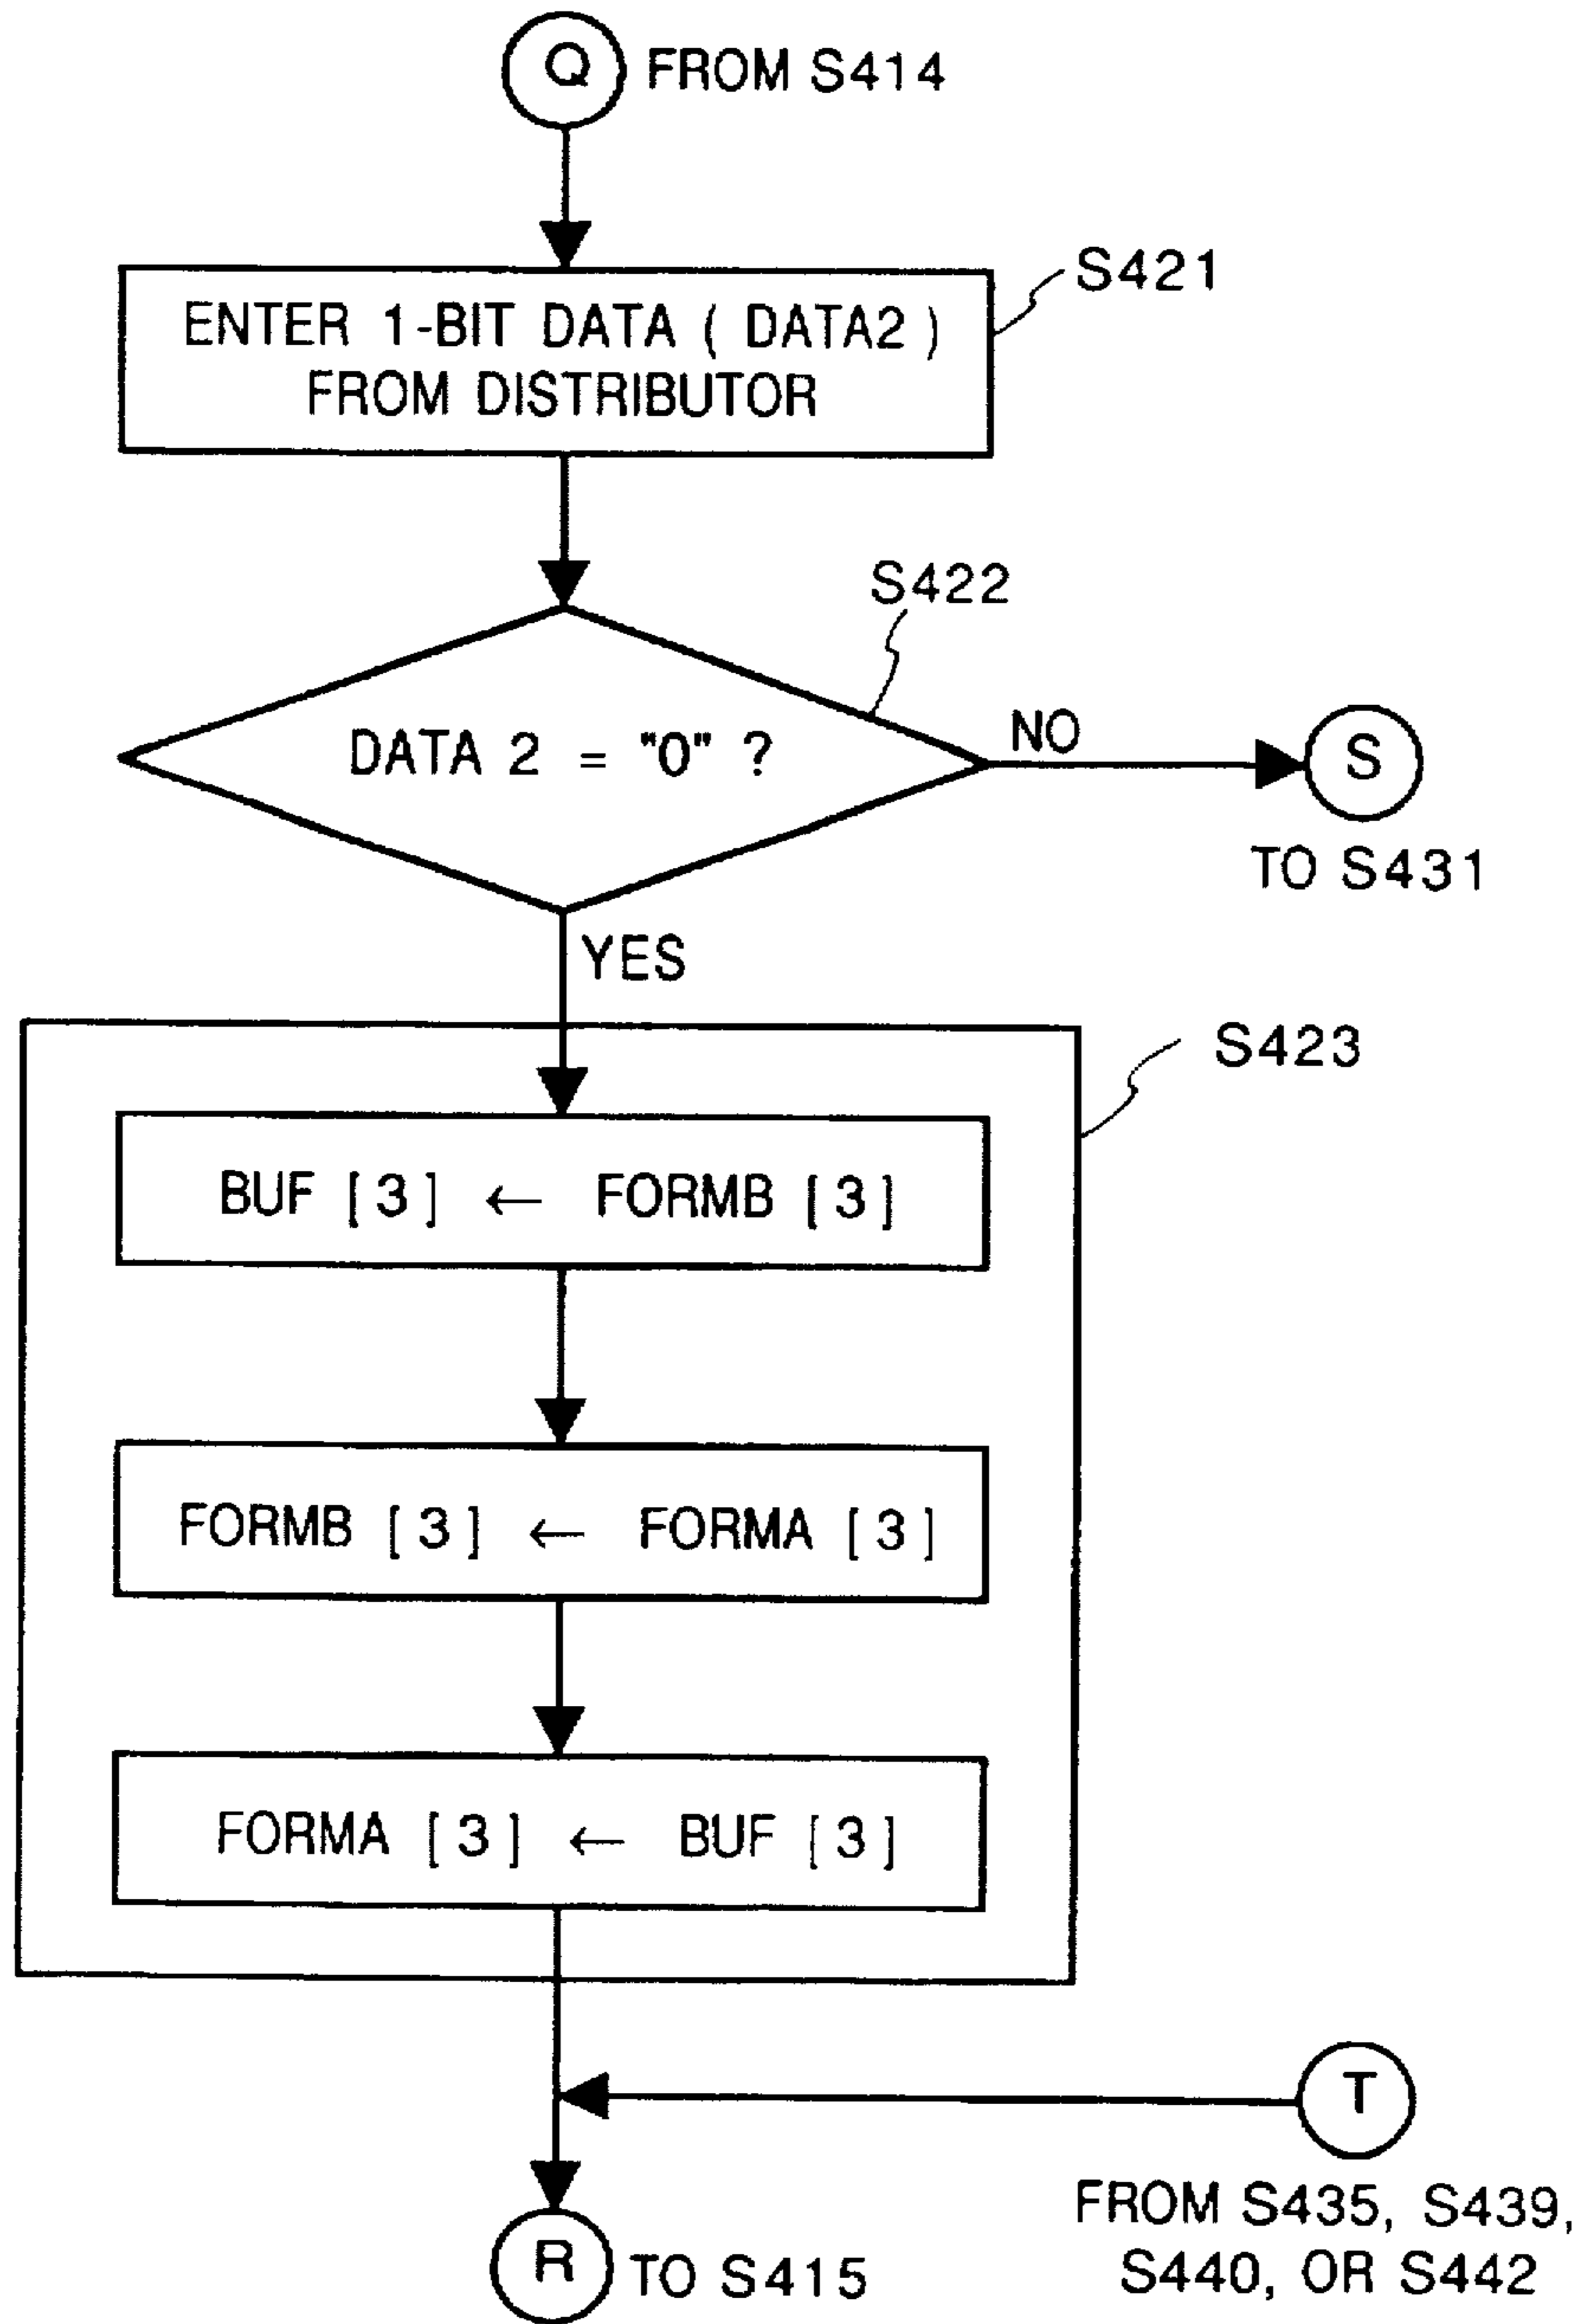 Q FROM S414
S421
ENTER 1-BIT DATA ( DATA2 )
FROM DISTRIBUTOR
S422
DATA 2 = "0" ?
NO
S
TO S431
YES
S423
BUF [ 3 ] ← FORMB [ 3 ]
FORMB [ 3 ] ← FORMA [ 3 ]
FORMA [ 3 ] ← BUF [ 3 ]
T
FROM S435, S439,
S440, OR S442
R TO S415